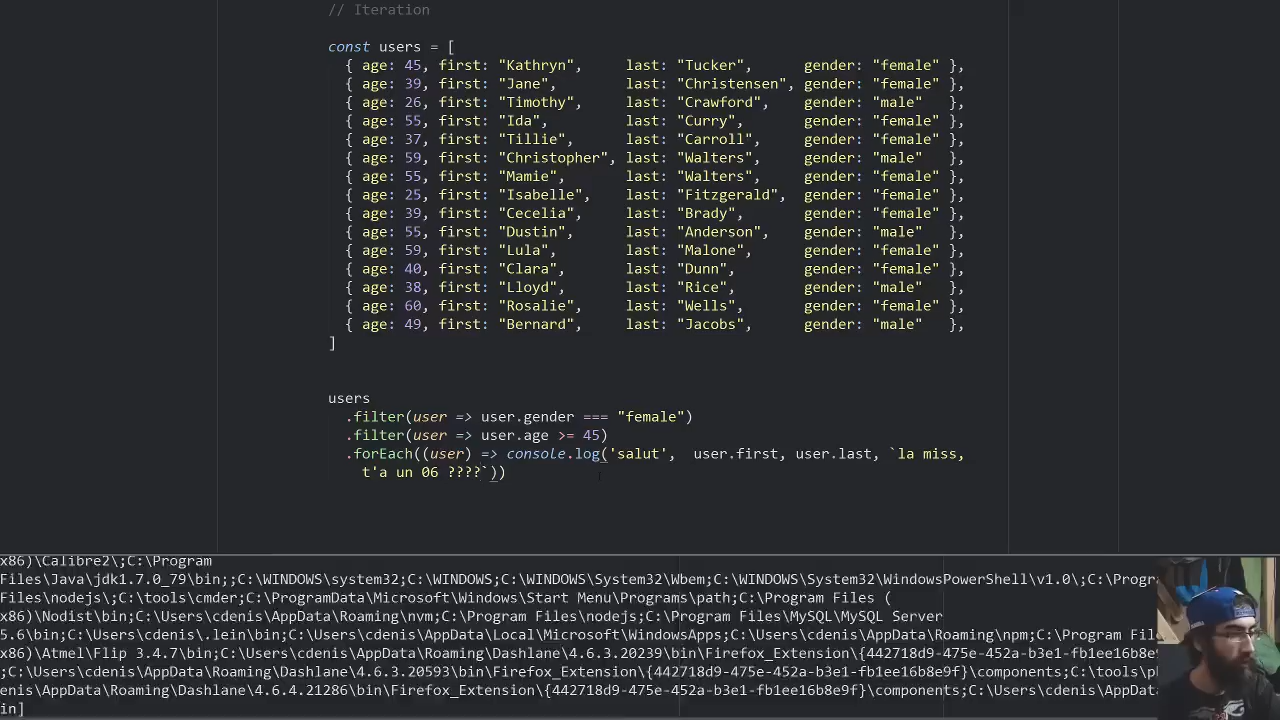 // Iteration
const users = [
{ age: 45, first: "Kathryn", last: "Tucker", gender: "female" },
{ age: 39, first: "Jane", last: "Christensen", gender: "female" },
{ age: 26, first: "Timothy", last: "Crawford", gender: "male" },
{ age: 55, first: "Ida", last: "Curry", gender: "female" },
{ age: 37, first: "Tillie", last: "Carroll", gender: "female" },
{ age: 59, first: "Christopher", last: "Walters", gender: "male" },
{ age: 55, first: "Mamie", last: "Walters", gender: "female" },
{ age: 25, first: "Isabelle", last: "Fitzgerald", gender: "female" },
{ age: 39, first: "Cecelia", last: "Brady", gender: "female" },
{ age: 55, first: "Dustin", last: "Anderson", gender: "male" },
{ age: 59, first: "Lula", last: "Malone", gender: "female" },
{ age: 40, first: "Clara", last: "Dunn", gender: "female" },
{ age: 38, first: "Lloyd", last: "Rice", gender: "male" },
{ age: 60, first: "Rosalie", last: "Wells", gender: "female" },
{ age: 49, first: "Bernard", last: "Jacobs", gender: "male" },
]
users
.filter(user => user.gender === "female")
.filter(user => user.age >= 45)
.forEach((user) => console.log('salut', user.first, user.last, `la miss,
t'a un 06 ????`))
x86)\Calibre2\;C:\Program
Files\Java\jdk1.7.0_79\bin;;C:\WINDOWS\system32;C:\WINDOWS;C:\WINDOWS\System32\Wbem;C:\WINDOWS\System32\WindowsPowerShell\v1.0\;C:\Progr
Files\nodejs\;C:\tools\cmder;C:\ProgramData\Microsoft\Windows\Start Menu\Programs\path;C:\Program Files (
x86)\Nodist\bin;C:\Users\cdenis\AppData\Roaming\nvm;C:\Program Files\nodejs;C:\Program Files\MySQL\MySQL Server
5.6\bin;C:\Users\cdenis\.lein\bin;C:\Users\cdenis\AppData\Local\Microsoft\WindowsApps;C:\Users\cdenis\AppData\Roaming\npm;C:\Program Fil
x86)\Atmel\Flip 3.4.7\bin;C:\Users\cdenis\AppData\Roaming\Dashlane\4.6.3.20239\bin\Firefox_Extension\{442718d9-475e-452a-b3e1-fb1ee16b8e9
;C:\Users\cdenis\AppData\Roaming\Dashlane\4.6.3.20593\bin\Firefox_Extension\{442718d9-475e-452a-b3e1-fb1ee16b8e9f}\components;C:\tools\p
enis\AppData\Roaming\Dashlane\4.6.4.21286\bin\Firefox_Extension\{442718d9-475e-452a-b3e1-fb1ee16b8e9f}\components;C:\Users\cdenis\AppData
in]